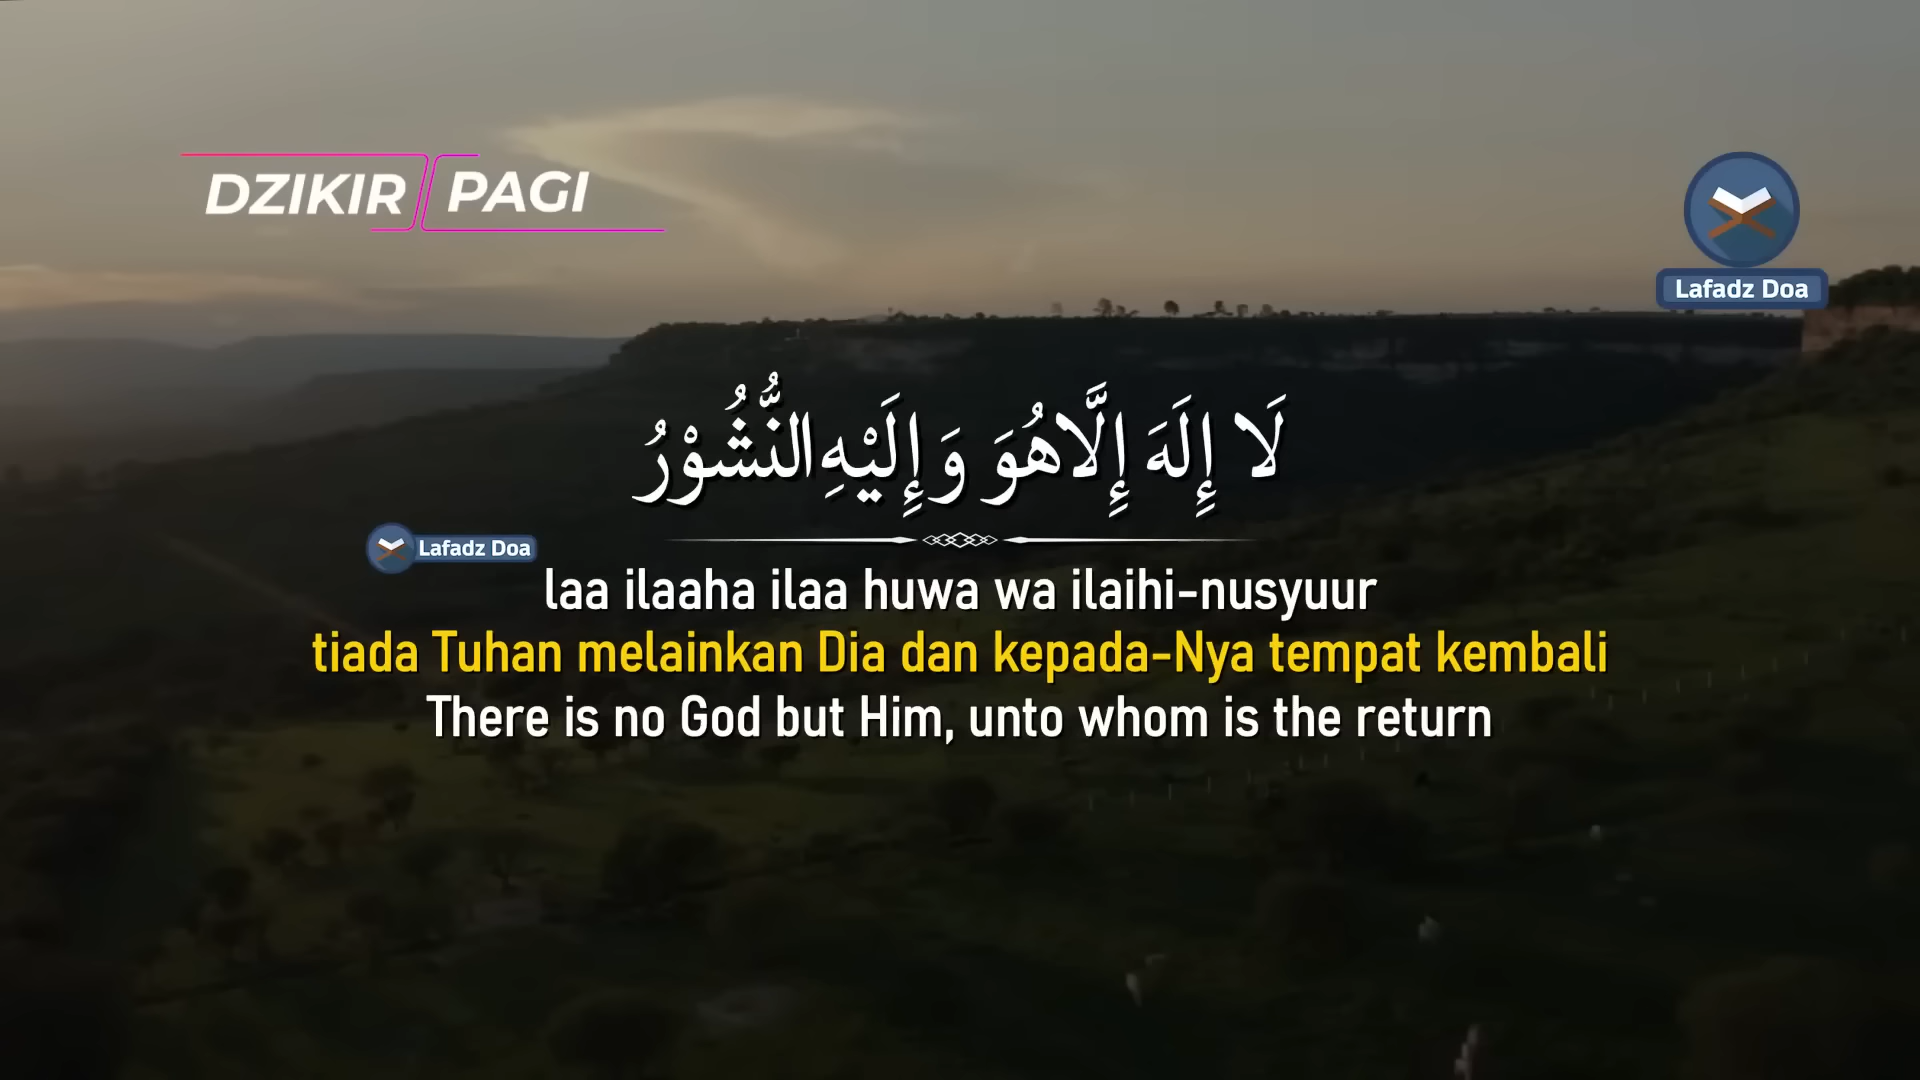 DZIKIR PAGI
Lafadz Doa
لَا إِلَهَ إِلَّاهُوَ وَإِلَيْهِ النُّشُوْرُ
Lafadz Doa
laa ilaaha ilaa huwa wa ilaihi-nusyuur
tiada Tuhan melainkan Dia dan kepada-Nya tempat kembali
There is no God but Him, unto whom is the return